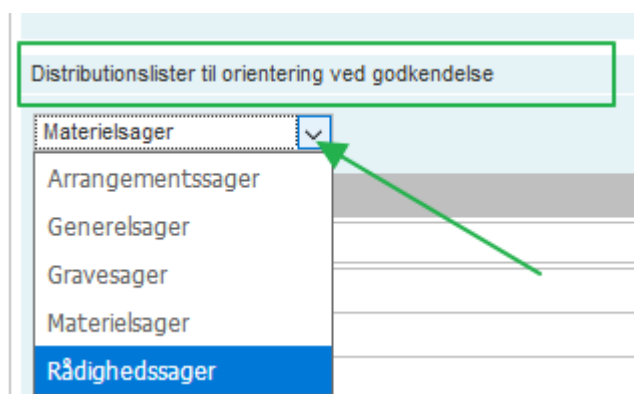 Distributionslister til orientering ved godkendelse
Materielsager
Arrangementssager
Generelsager
Gravesager
Materielsager
Rådighedssager